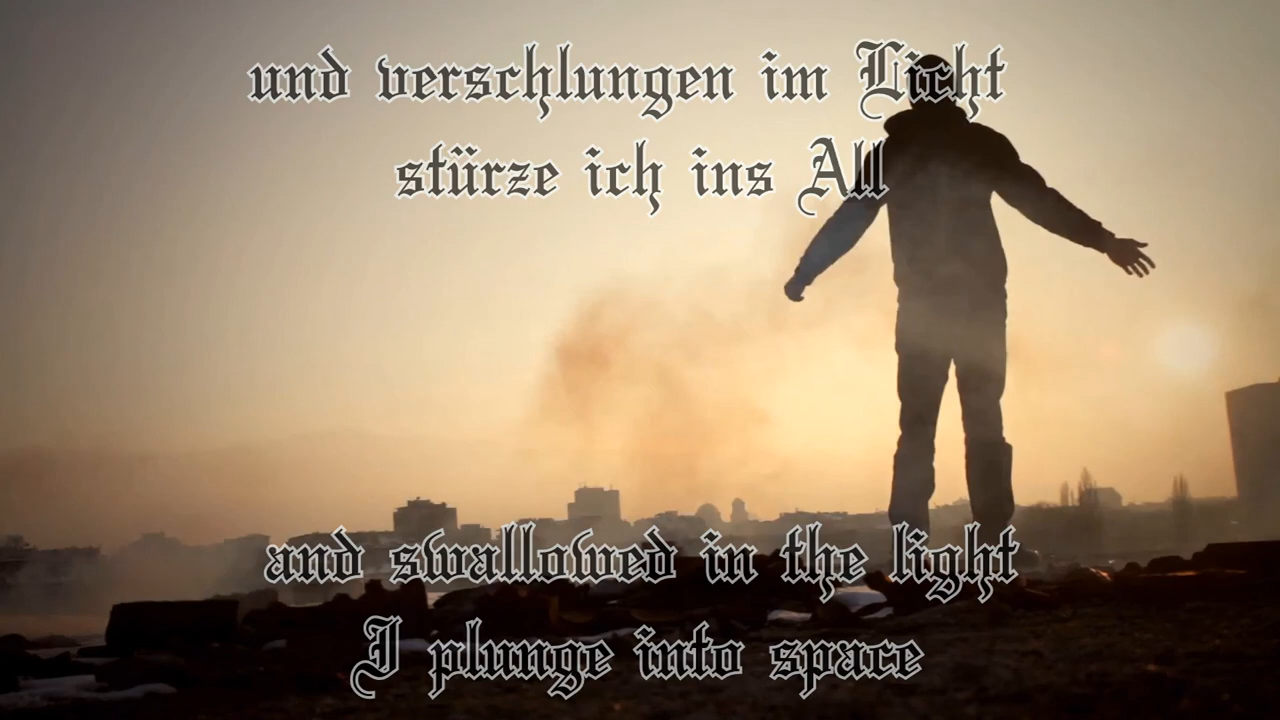 und verschlungen im Licht
stürze ich ins All
and swallowed in the light
I plunge into space